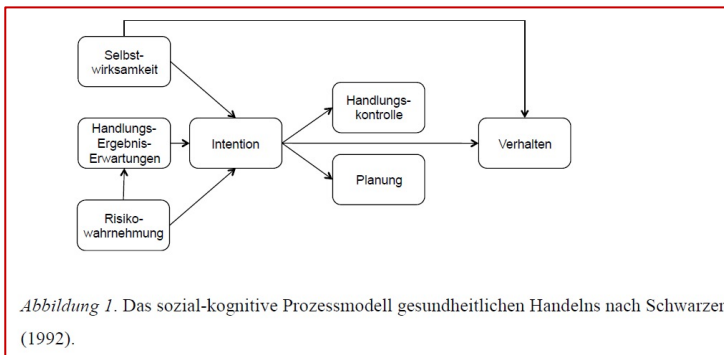 Selbst-
wirksamkeit
Handlungs-
kontrolle
Handlungs-
Ergebnis-
Erwartungen
Intention
Verhalten
Planung
Risiko-
wahrnehmung
Abbildung 1. Das sozial-kognitive Prozessmodell gesundheitlichen Handelns nach Schwarzer
(1992).